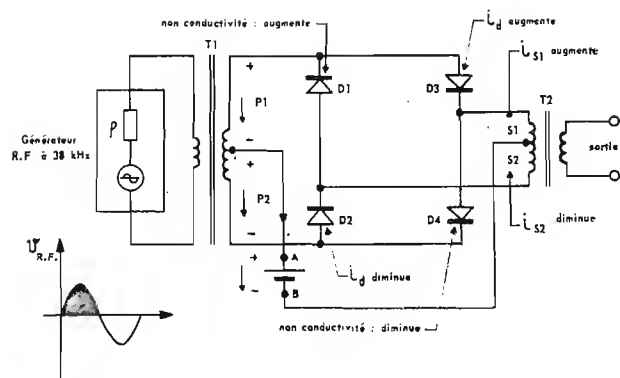 non conductivité : augmente
i d augmente
i S1 augmente
T1
T2
+
+
P1
D1
D3
S1
S2
sortie
ρ
Générateur
R.F à 38 kHz
-
+
P2
D2
D4
i S2
diminue
-
+
A
-
B
i d diminue
non conductivité : diminue
V R.F.